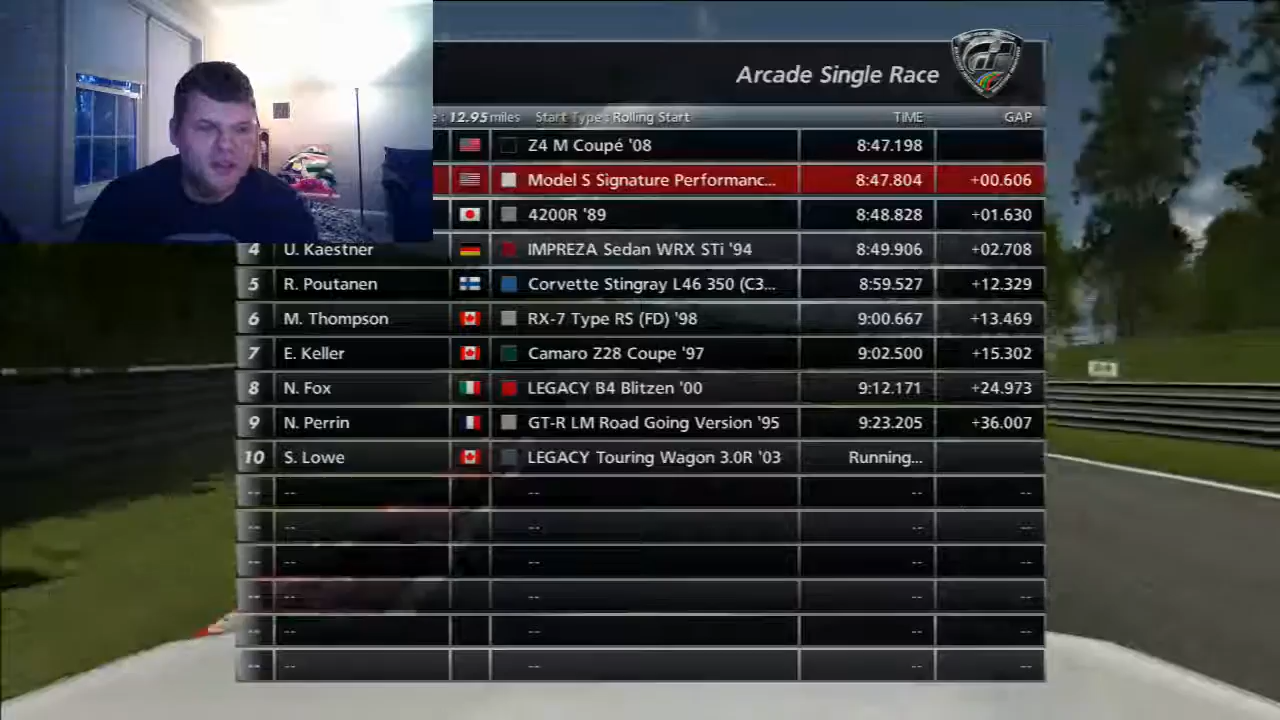 Arcade Single Race
: 12.95 miles Start Type : Rolling Start TIME GAP
Z4 M Coupé '08 8:47.198
Model S Signature Performanc... 8:47.804 +00.606
4200R '89 8:48.828 +01.630
4 U. Kaestner IMPREZA Sedan WRX STi '94 8:49.906 +02.708
5 R. Poutanen Corvette Stingray L46 350 (C3... 8:59.527 +12.329
6 M. Thompson RX-7 Type RS (FD) '98 9:00.667 +13.469
7 E. Keller Camaro Z28 Coupe '97 9:02.500 +15.302
8 N. Fox LEGACY B4 Blitzen '00 9:12.171 +24.973
9 N. Perrin GT-R LM Road Going Version '95 9:23.205 +36.007
10 S. Lowe LEGACY Touring Wagon 3.0R '03 Running...
-- -- -- -- --
-- -- -- -- --
-- -- -- -- --
-- -- -- -- --
-- -- -- -- --
-- -- -- -- --